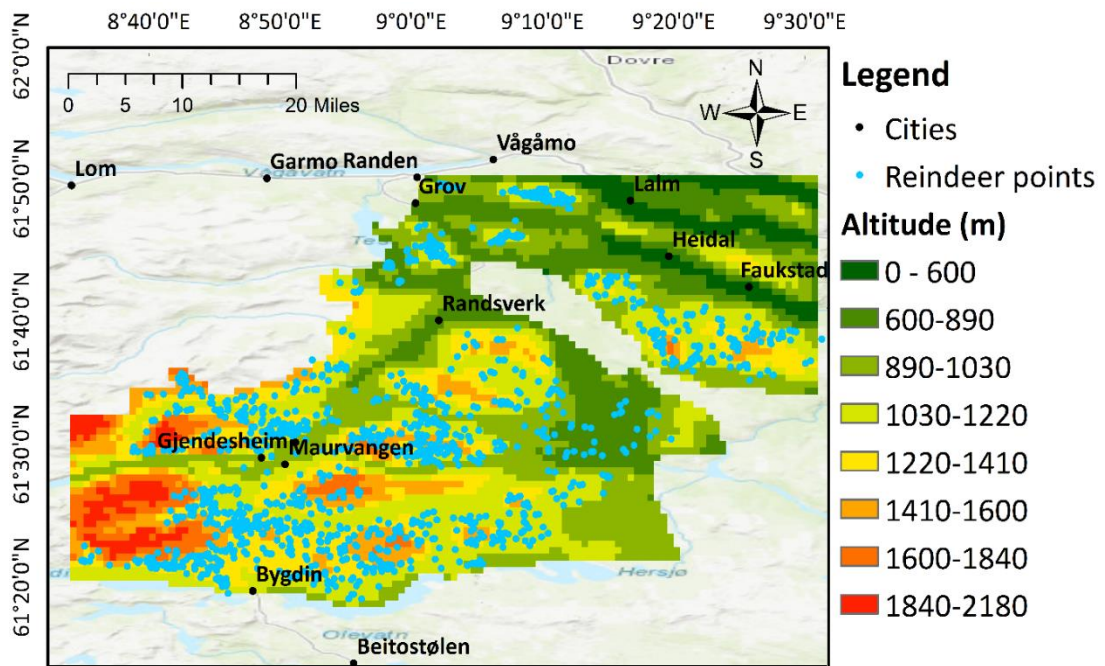 8°40'0"E 8°50'0"E 9°0'0"E 9°10'0"E 9°20'0"E 9°30'0"E
62°0'0"N
61°50'0"N
61°40'0"N
61°30'0"N
61°20'0"N
0 5 10 20 Miles
Dovre
N
W E
S
Vågåmo
Lom
Garmo Randen
Vågåvatn
Grov
Lalm
Tes
Heidal
Faukstad
Randsverk
Gjendesheim
Maurvangen
Bygdin
Hersjø
Olevatn
Beitostølen
Legend
Cities
Reindeer points
Altitude (m)
0 - 600
600-890
890-1030
1030-1220
1220-1410
1410-1600
1600-1840
1840-2180